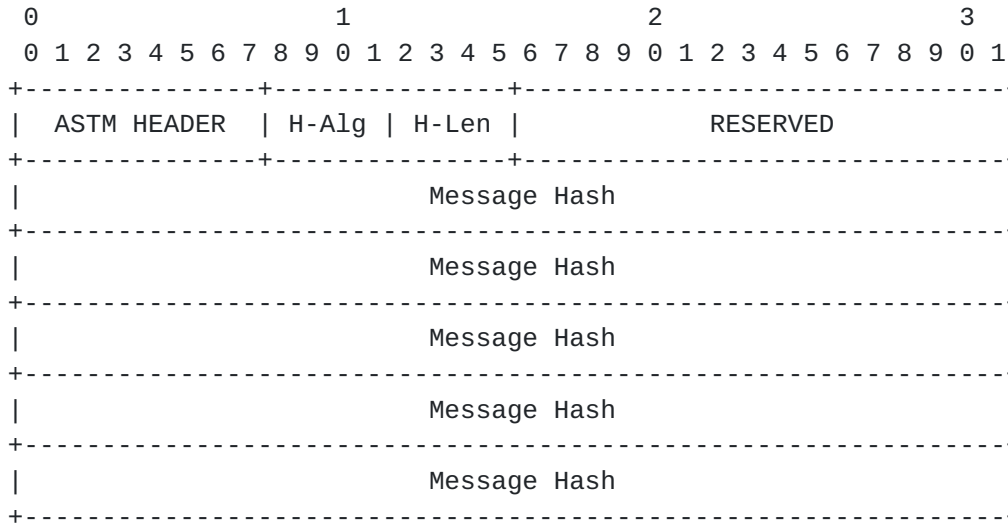 0                   1                   2                   3
 0 1 2 3 4 5 6 7 8 9 0 1 2 3 4 5 6 7 8 9 0 1 2 3 4 5 6 7 8 9 0 1
+---------------+---------------+-------------------------------+
|  ASTM HEADER  | H-Alg | H-Len |            RESERVED
+---------------+---------------+-------------------------------+
|                          Message Hash
+---------------------------------------------------------------+
|                          Message Hash
+---------------------------------------------------------------+
|                          Message Hash
+---------------------------------------------------------------+
|                          Message Hash
+---------------------------------------------------------------+
|                          Message Hash
+---------------------------------------------------------------+